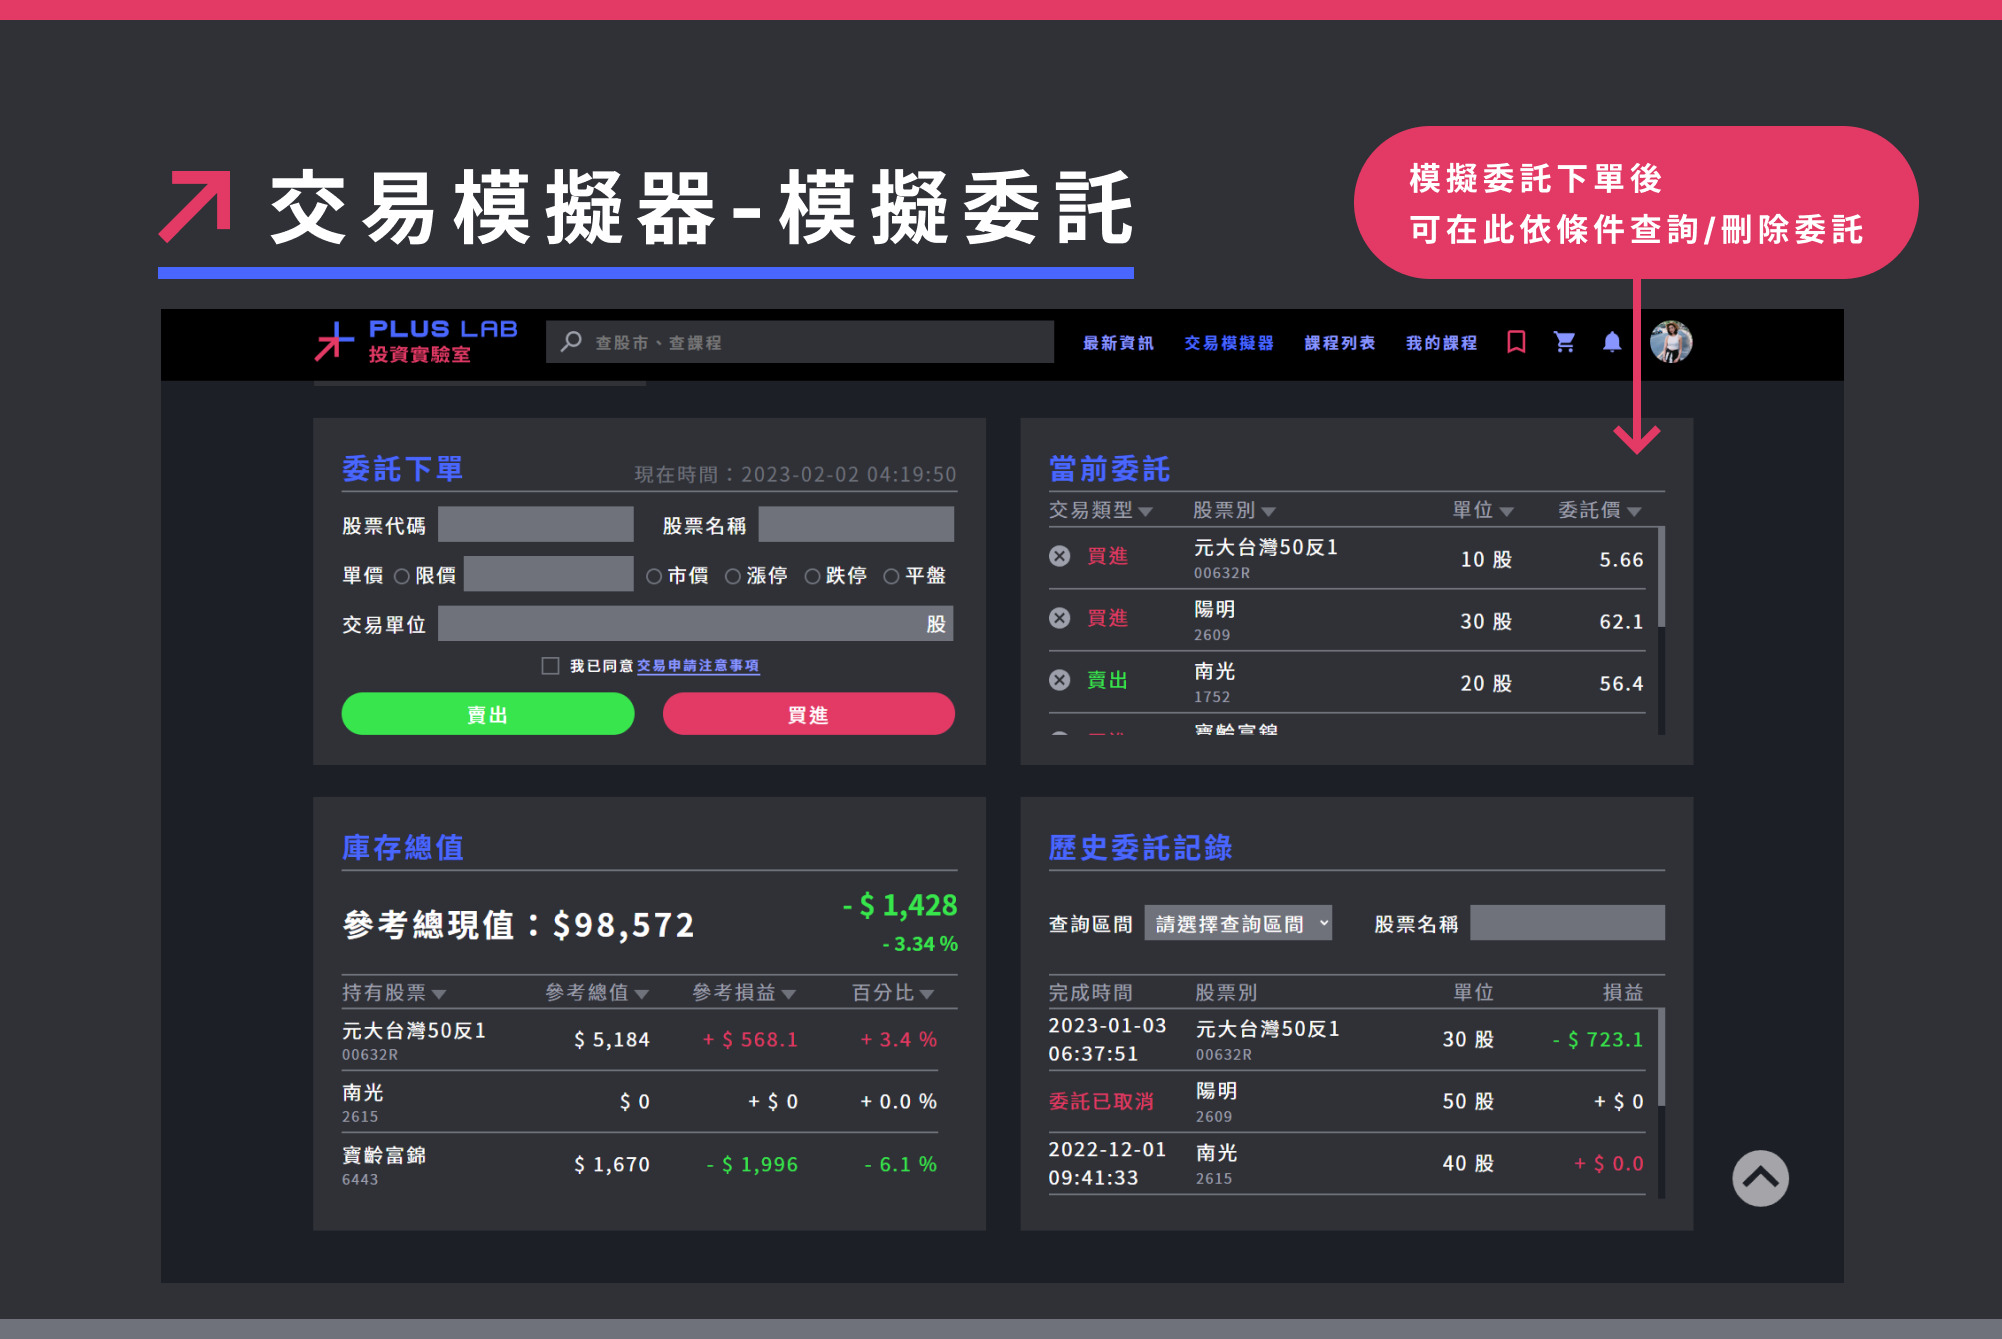 交易模擬器-模擬委託
模擬委託下單後
可在此依條件查詢/刪除委託
PLUS LAB
投資實驗室
查股市、查課程
最新資訊 交易模擬器 課程列表 我的課程
委託下單 現在時間：2023-02-02 04:19:50
股票代碼 股票名稱
單價 限價 市價 漲停 跌停 平盤
交易單位 股
我已同意 交易申請注意事項
賣出 買進
當前委託
交易類型 股票別 單位 委託價
買進 元大台灣50反1 10 股 5.66
00632R
買進 陽明 30 股 62.1
2609
賣出 南光 20 股 56.4
1752
寶齡富錦
庫存總值
參考總現值：$98,572
- $ 1,428
- 3.34 %
持有股票 參考總值 參考損益 百分比
元大台灣50反1 $ 5,184 + $ 568.1 + 3.4 %
00632R
南光 $ 0 + $ 0 + 0.0 %
2615
寶齡富錦 $ 1,670 - $ 1,996 - 6.1 %
6443
歷史委託記錄
查詢區間 請選擇查詢區間 股票名稱
完成時間 股票別 單位 損益
2023-01-03 元大台灣50反1 30 股 - $ 723.1
06:37:51 00632R
委託已取消 陽明 50 股 + $ 0
2609
2022-12-01 南光 40 股 + $ 0.0
09:41:33 2615